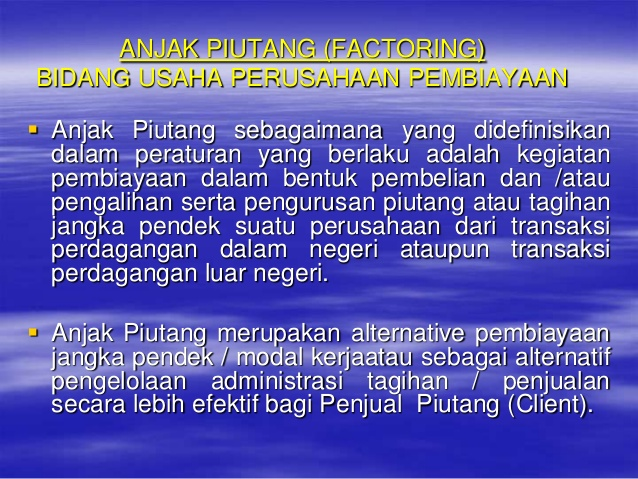 ANJAK PIUTANG (FACTORING)
BIDANG USAHA PERUSAHAAN PEMBIAYAAN
Anjak Piutang sebagaimana yang didefinisikan
dalam peraturan yang berlaku adalah kegiatan
pembiayaan dalam bentuk pembelian dan /atau
pengalihan serta pengurusan piutang atau tagihan
jangka pendek suatu perusahaan dari transaksi
perdagangan dalam negeri ataupun transaksi
perdagangan luar negeri.
Anjak Piutang merupakan alternative pembiayaan
jangka pendek / modal kerjaatau sebagai alternatif
pengelolaan administrasi tagihan / penjualan
secara lebih efektif bagi Penjual Piutang (Client).